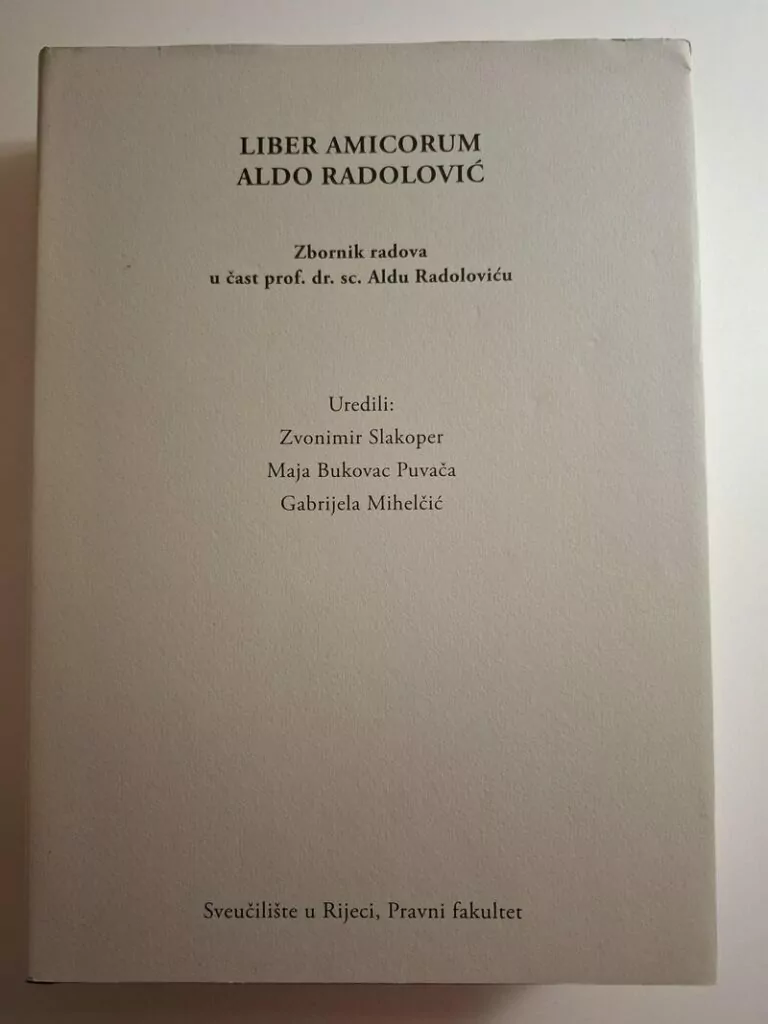 LIBER AMICORUM
ALDO RADOLOVIĆ
Zbornik radova
u čast prof. dr. sc. Aldu Radoloviću
Uredili:
Zvonimir Slakoper
Maja Bukovac Puvača
Gabrijela Mihelčić
Sveučilište u Rijeci, Pravni fakultet